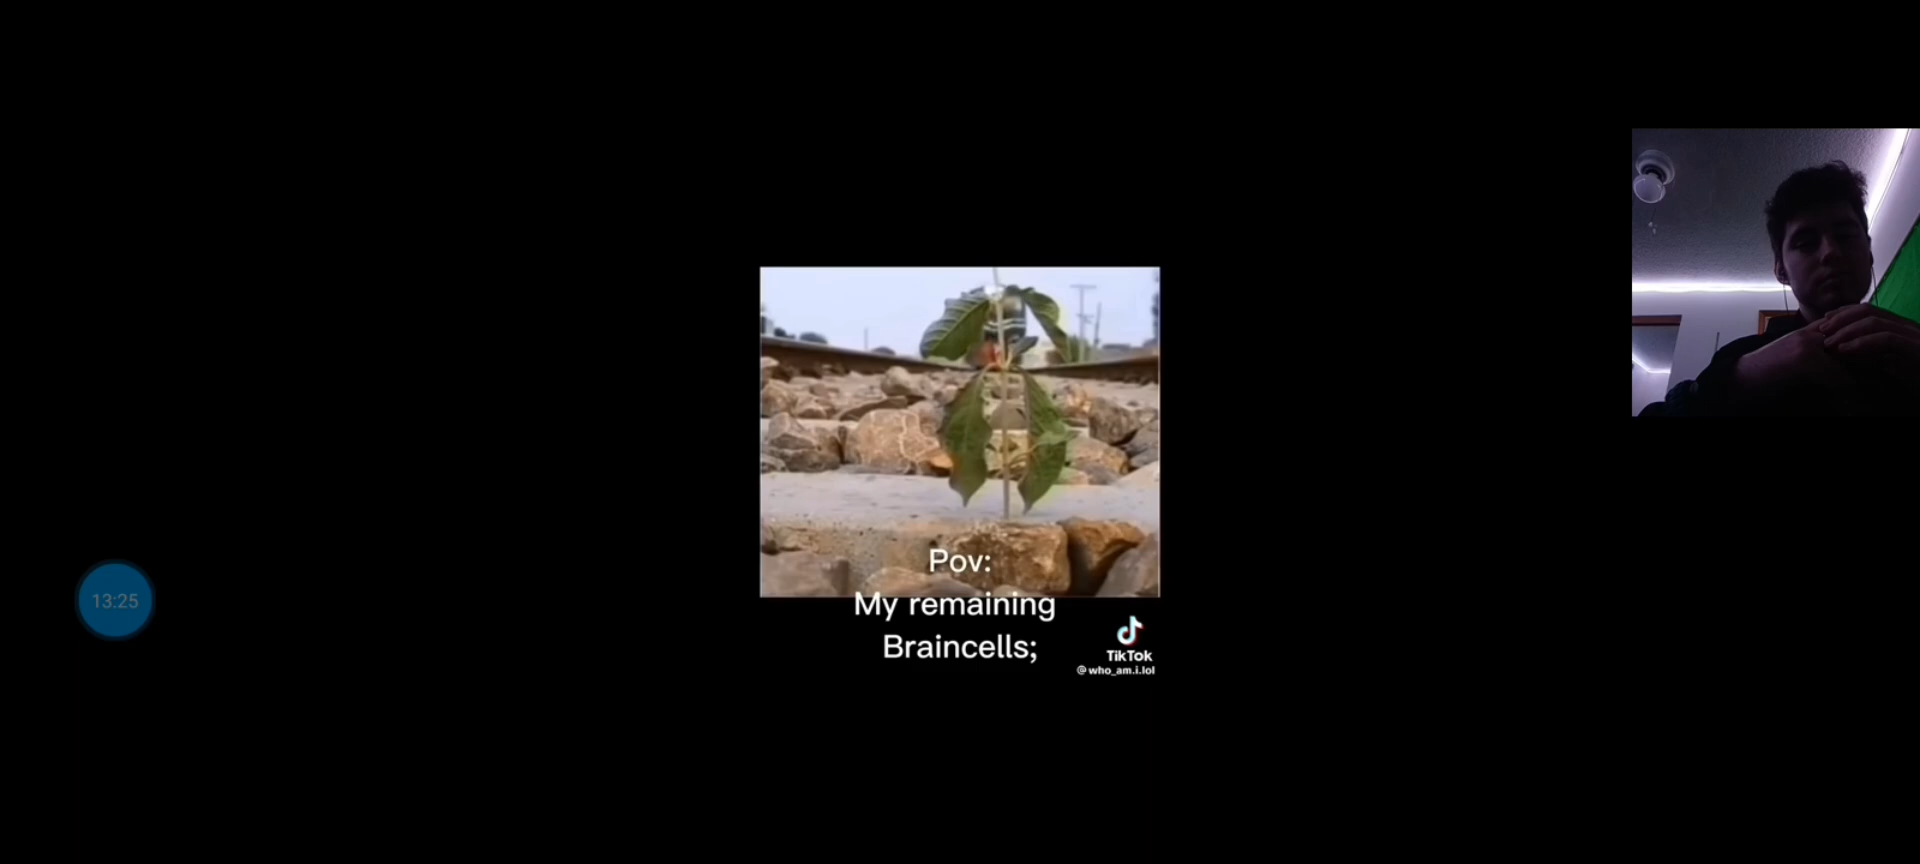 13:25
Pov:
My remaining
Braincells;
TikTok
@who_am.i.lol